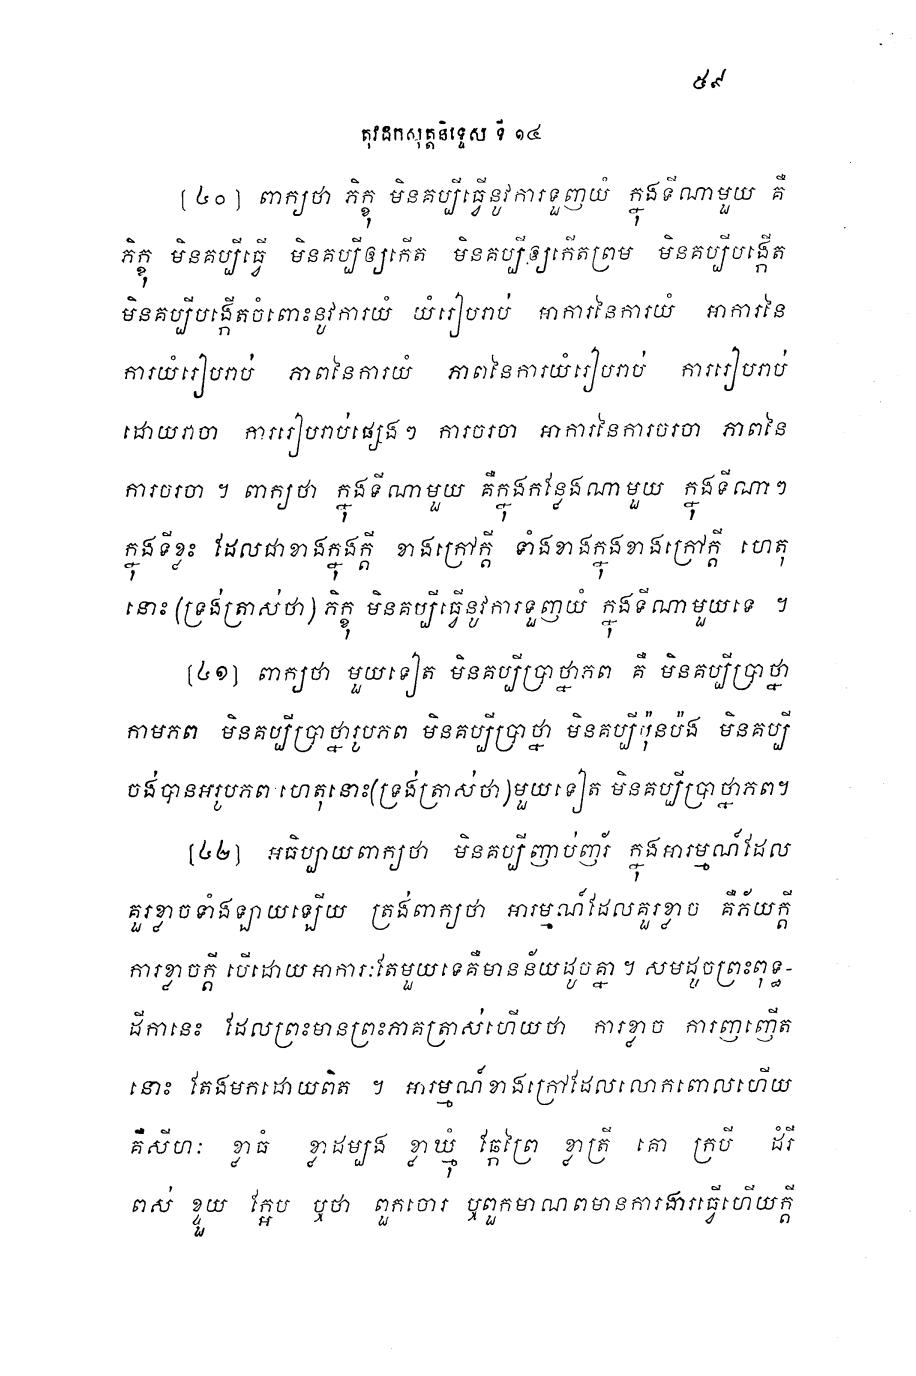 ៥៩
តុវដកសុត្តនិទ្ទេស ទី ១៤
[៤០] ពាក្យថា ភិក្ខុ មិនគប្បីធ្វើនូវការទួញយំ ក្នុងទីណាមួយ គឺ
ភិក្ខុ មិនគប្បីធ្វើ មិនគប្បីឲ្យកើត មិនគប្បីឲ្យកើតព្រម មិនគប្បីបង្កើត
មិនគប្បីបង្កើតចំពោះនូវការយំ យំរៀបរាប់ អាការនៃការយំ អាការនៃ
ការយំរៀបរាប់ ភាពនៃការយំ ភាពនៃការយំរៀបរាប់ ការរៀបរាប់
ដោយវាចា ការរៀបរាប់ផ្សេងៗ ការចរចា អាការនៃការចរចា ភាពនៃ
ការចរចា ។ ពាក្យថា ក្នុងទីណាមួយ គឺក្នុងកន្លែងណាមួយ ក្នុងទីណាៗ
ក្នុងទីខ្លះ ដែលជាខាងក្នុងក្តី ខាងក្រៅក្តី ទាំងខាងក្នុងខាងក្រៅក្តី ហេតុ
នោះ (ទ្រង់ត្រាស់ថា) ភិក្ខុ មិនគប្បីធ្វើនូវការទួញយំ ក្នុងទីណាមួយទេ ។
[៤១] ពាក្យថា មួយទៀត មិនគប្បីប្រាថ្នាភព គឺ មិនគប្បីប្រាថ្នា
កាមភព មិនគប្បីប្រាថ្នារូបភព មិនគប្បីប្រាថ្នា មិនគប្បីប៉ុនប៉ង មិនគប្បី
ចង់បានអរូបភព ហេតុនោះ(ទ្រង់ត្រាស់ថា)មួយទៀត មិនគប្បីប្រាថ្នាភព។
[៤២] អធិប្បាយពាក្យថា មិនគប្បីញាប់ញ័រ ក្នុងអារម្មណ៍ដែល
គួរខ្លាចទាំងឡាយឡើយ ត្រង់ពាក្យថា អារម្មណ៍ដែលគួរខ្លាច គឺភ័យក្តី
ការខ្លាចក្តី បើដោយអាការៈតែមួយទេគឺមានន័យដូចគ្នា ។ សមដូចព្រះពុទ្ធ-
ដីកានេះ ដែលព្រះមានព្រះភាគត្រាស់ហើយថា ការខ្លាច ការញញើត
នោះ តែងមកដោយពិត ។ អារម្មណ៍ខាងក្រៅដែលលោកពោលហើយ
គឺសីហៈ ខ្លាធំ ខ្លាដម្បង ខ្លាឃ្មុំ ឆ្កែព្រៃ ខ្លាត្រី គោ ក្របី ដំរី
ពស់ ខ្ទួយ ក្អែប ឬថា ពួកចោរ ឬពួកមាណពមានការងារធ្វើហើយក្តី